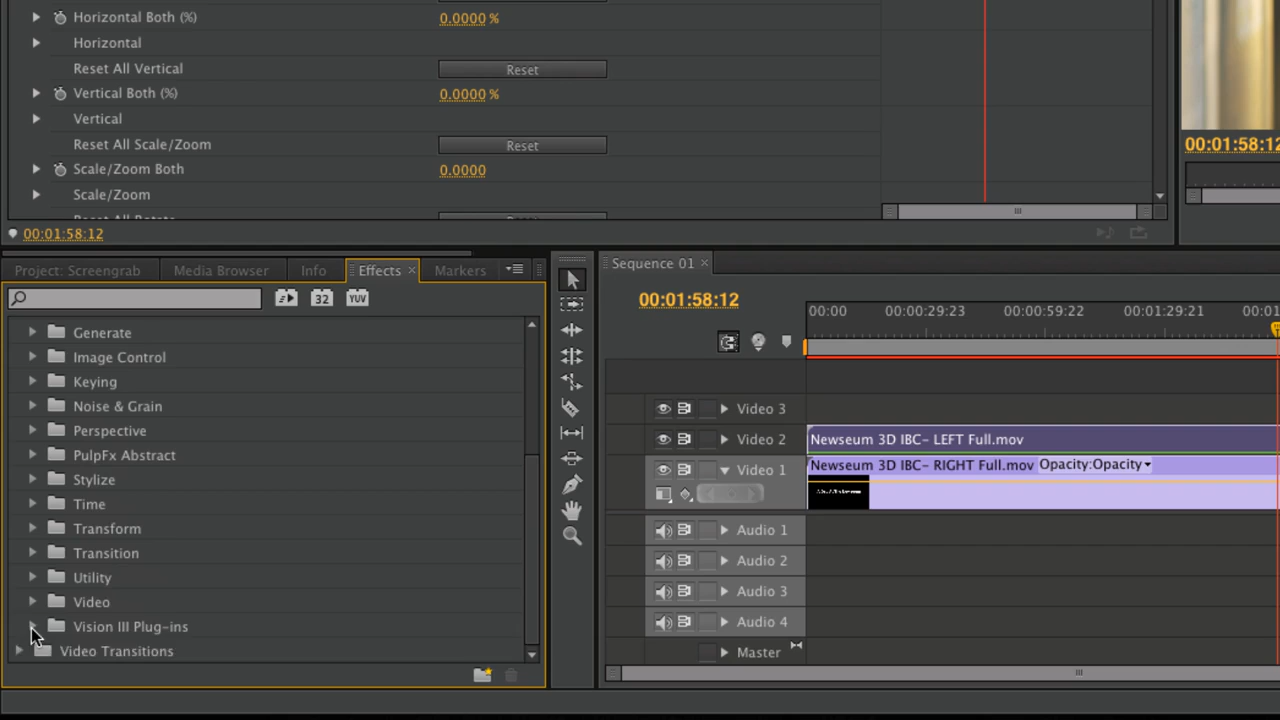 Horizontal Both (%) 0.0000 %
Horizontal
Reset All Vertical Reset
Vertical Both (%) 0.0000 %
Vertical
Reset All Scale/Zoom Reset
Scale/Zoom Both 0.0000
Scale/Zoom
00:01:58:12
00:01:58:12
Project: Screengrab Media Browser Info Effects × Markers
32 YUV
Generate
Image Control
Keying
Noise & Grain
Perspective
PulpFx Abstract
Stylize
Time
Transform
Transition
Utility
Video
Vision III Plug-ins
Video Transitions
Sequence 01 ×
00:01:58:12
00:00 00:00:29:23 00:00:59:22 00:01:29:21 00:01
Video 3
Video 2 Newseum 3D IBC- LEFT Full.mov
Video 1 Newseum 3D IBC- RIGHT Full.mov Opacity:Opacity
Audio 1
Audio 2
Audio 3
Audio 4
Master